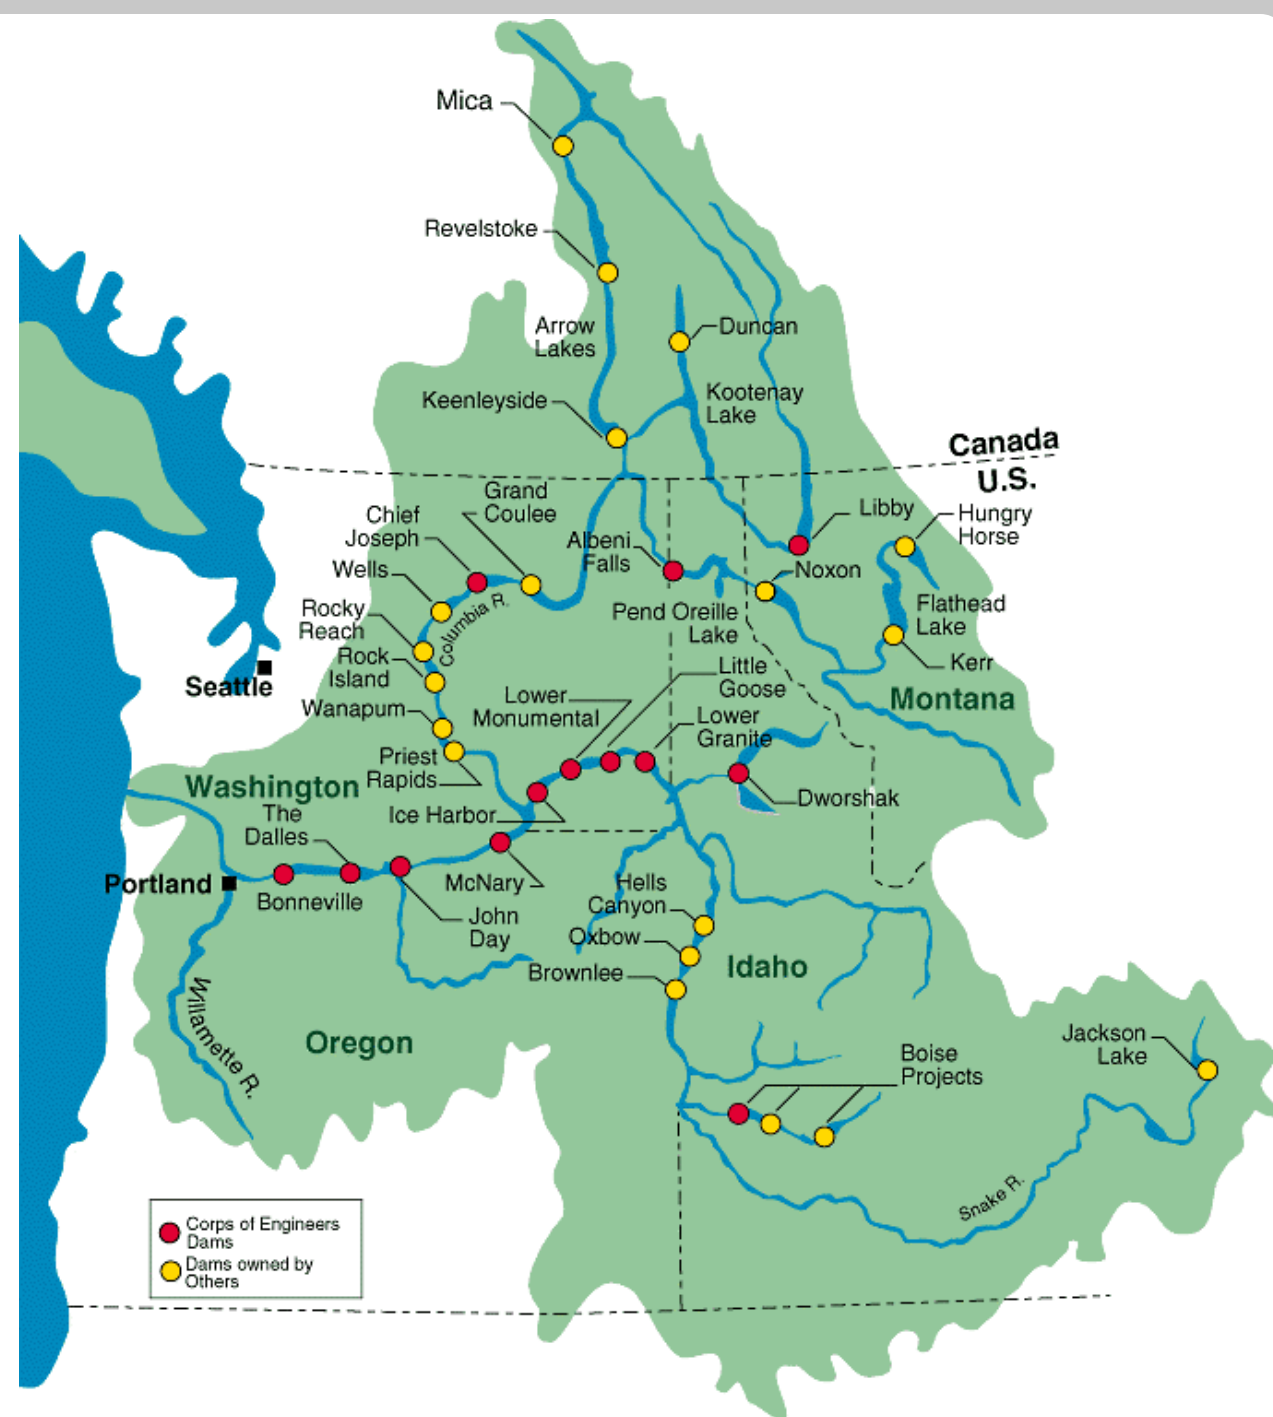 Mica
Revelstoke
Arrow
Lakes
Duncan
Keenleyside
Kootenay
Lake
Canada
U.S.
Grand
Coulee
Chief
Joseph
Libby
Hungry
Horse
Albeni
Falls
Wells
Noxon
Columbia R.
Rocky
Reach
Pend Oreille
Lake
Flathead
Lake
Rock
Island
Kerr
Seattle
Little
Goose
Lower
Monumental
Montana
Wanapum
Lower
Granite
Priest
Rapids
Washington
The
Dalles
Ice Harbor
Dworshak
Portland
McNary
Hells
Canyon
Bonneville
John
Day
Oxbow
Brownlee
Idaho
Willamette R.
Oregon
Jackson
Lake
Boise
Projects
Snake R.
Corps of Engineers
Dams
Dams owned by
Others